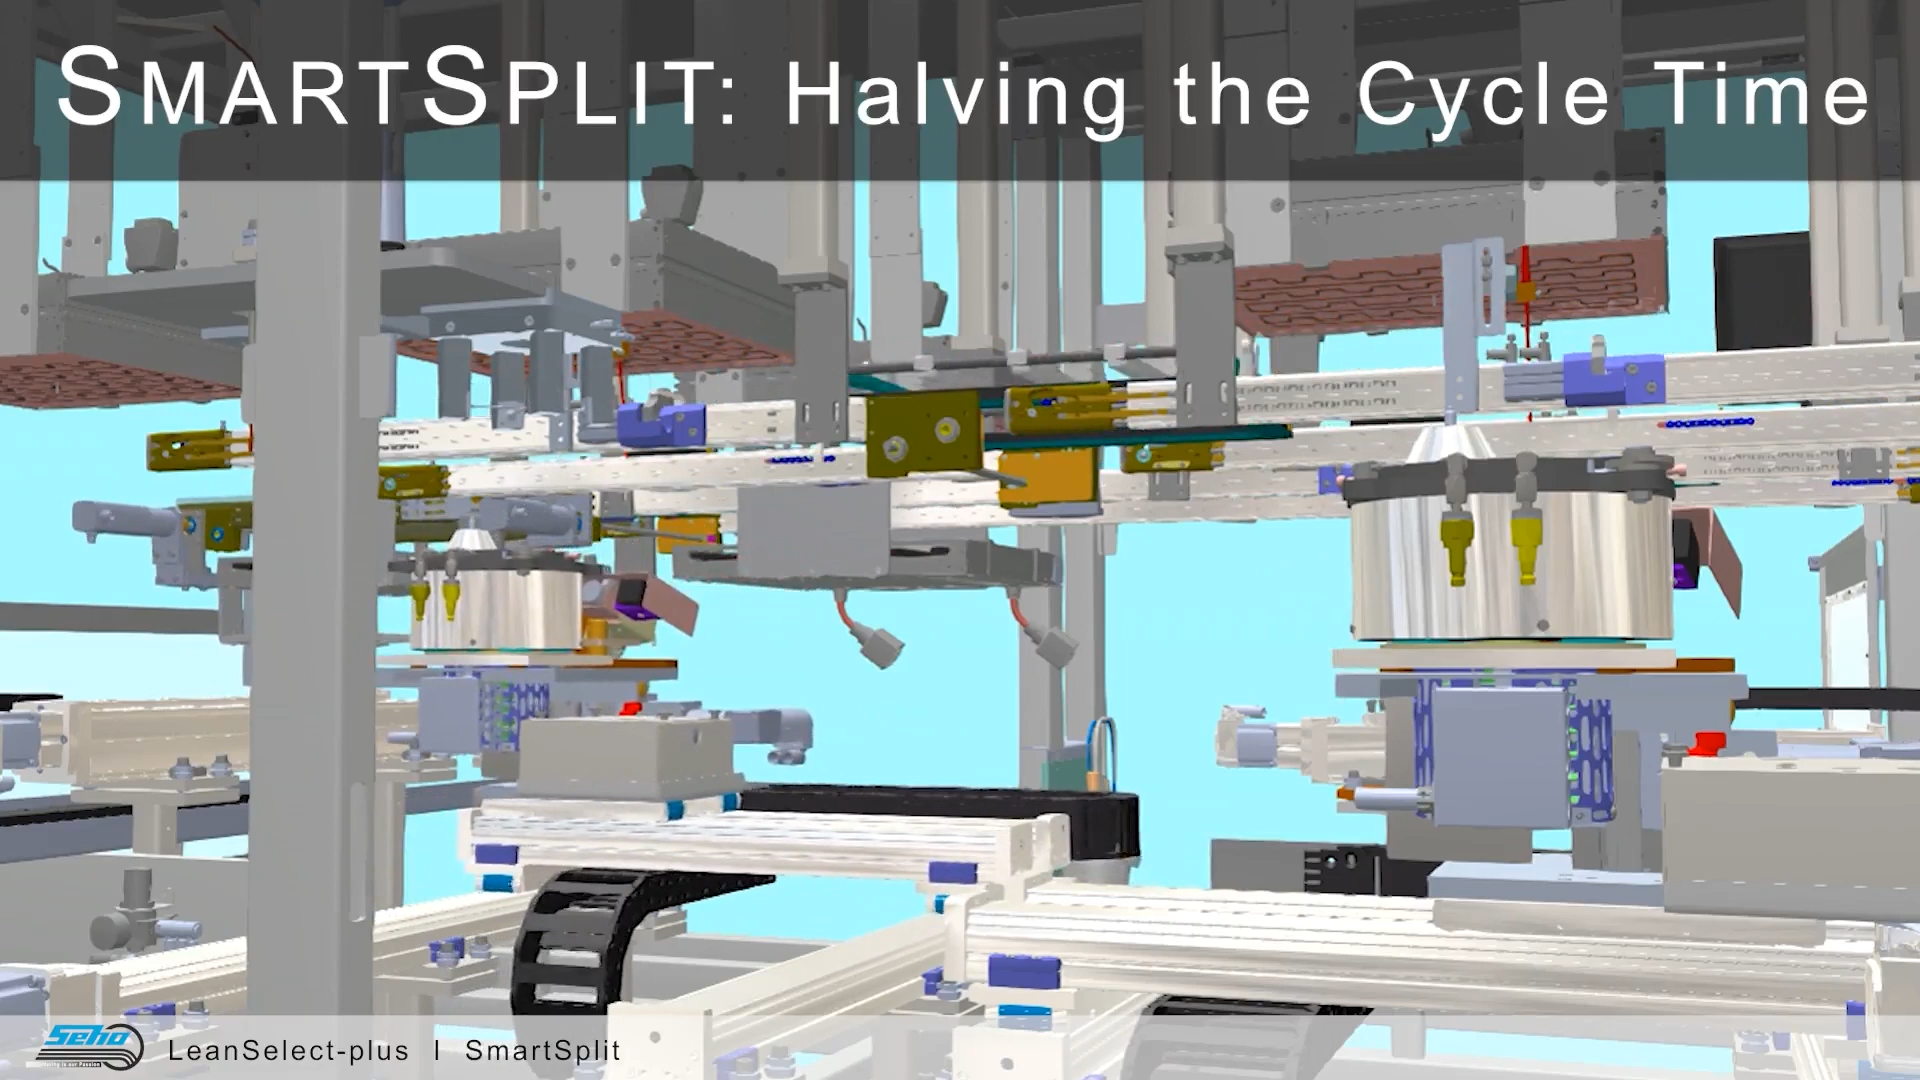 SMARTSPLIT: Halving the Cycle Time
Seho
LeanSelect-plus I SmartSplit